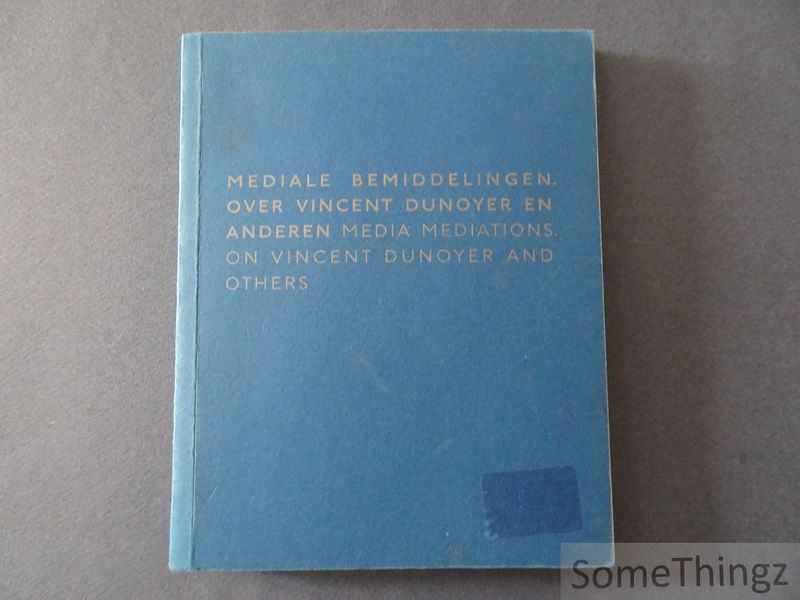 MEDIALE BEMIDDELINGEN.
OVER VINCENT DUNOYER EN
ANDEREN MEDIA MEDIATIONS.
ON VINCENT DUNOYER AND
OTHERS
SomeThingz